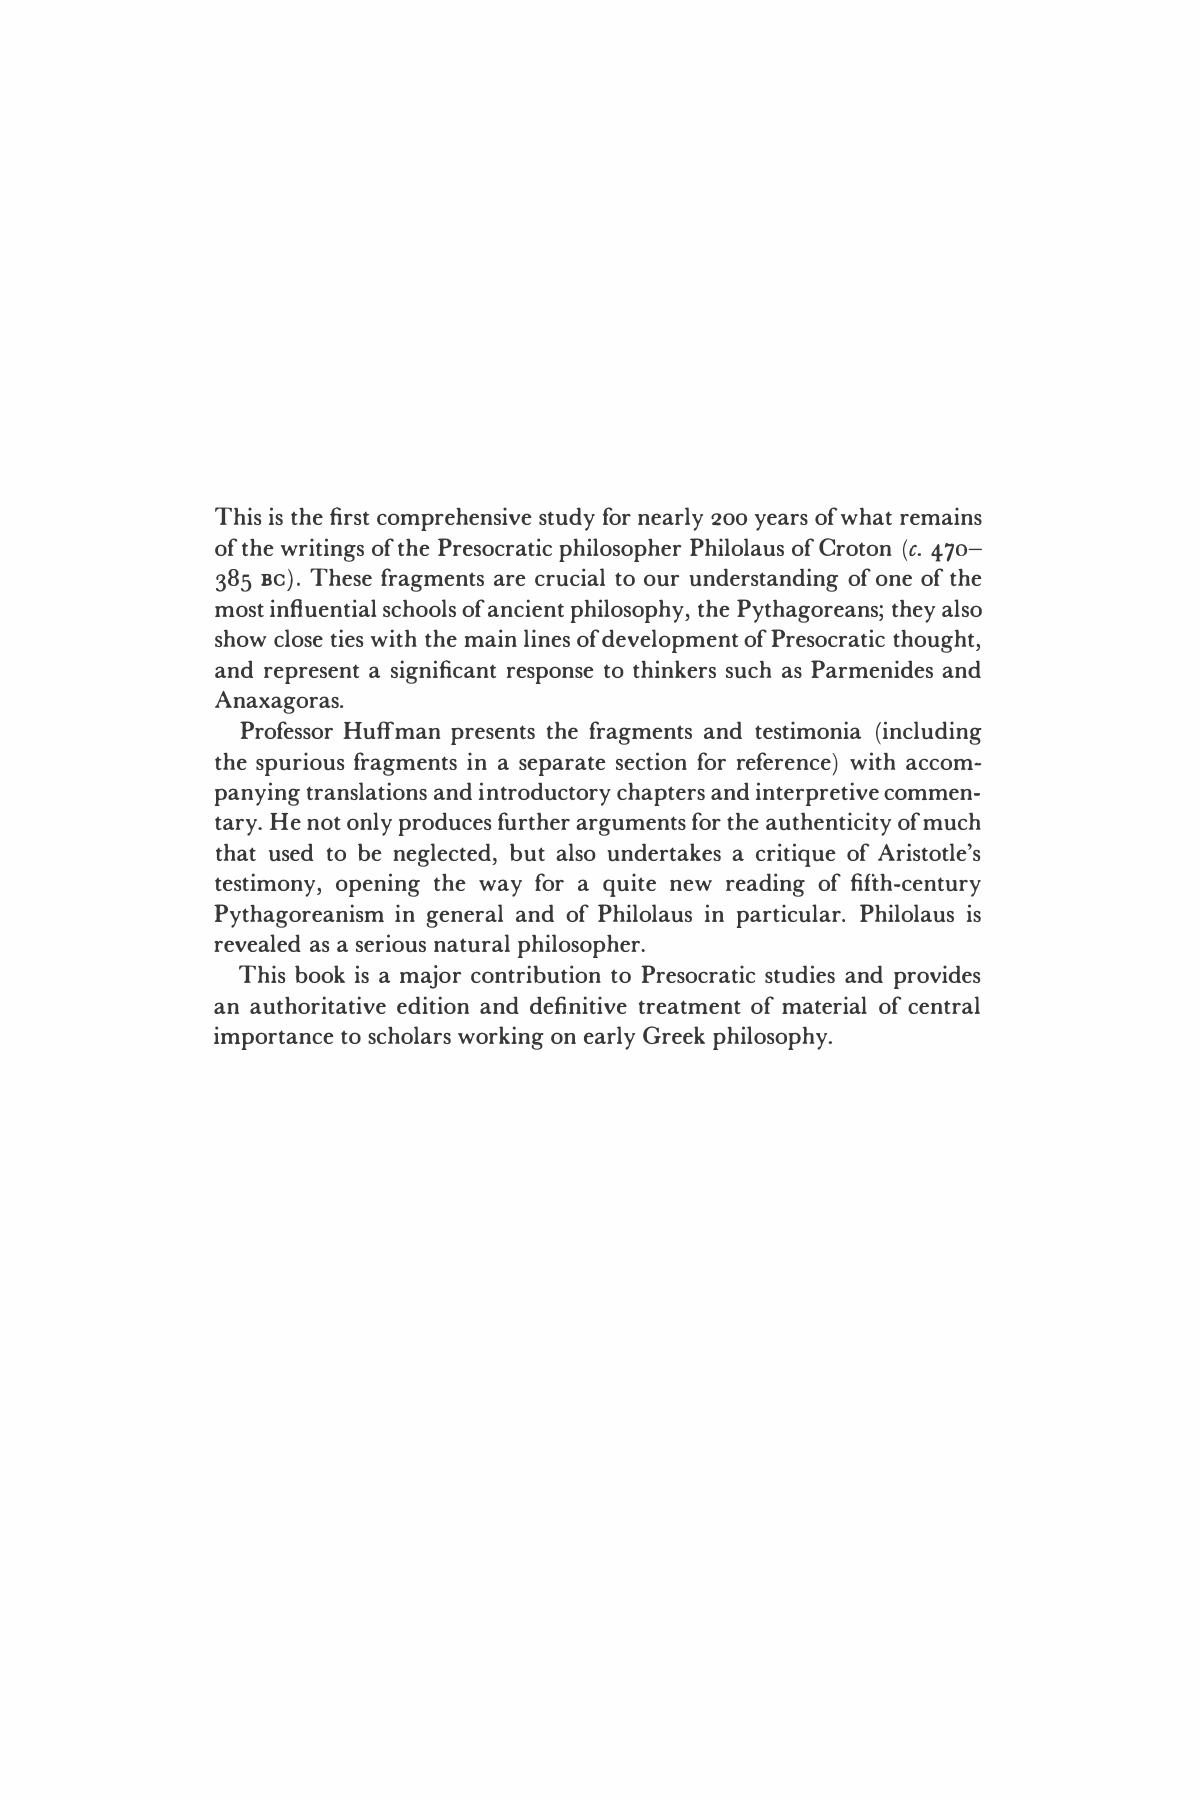 This is the first comprehensive study for nearly 200 years of what remains
of the writings of the Presocratic philosopher Philolaus of Croton (c. 470–
385 BC). These fragments are crucial to our understanding of one of the
most influential schools of ancient philosophy, the Pythagoreans; they also
show close ties with the main lines of development of Presocratic thought,
and represent a significant response to thinkers such as Parmenides and
Anaxagoras.
Professor Huffman presents the fragments and testimonia (including
the spurious fragments in a separate section for reference) with accom-
panying translations and introductory chapters and interpretive commen-
tary. He not only produces further arguments for the authenticity of much
that used to be neglected, but also undertakes a critique of Aristotle's
testimony, opening the way for a quite new reading of fifth-century
Pythagoreanism in general and of Philolaus in particular. Philolaus is
revealed as a serious natural philosopher.
This book is a major contribution to Presocratic studies and provides
an authoritative edition and definitive treatment of material of central
importance to scholars working on early Greek philosophy.